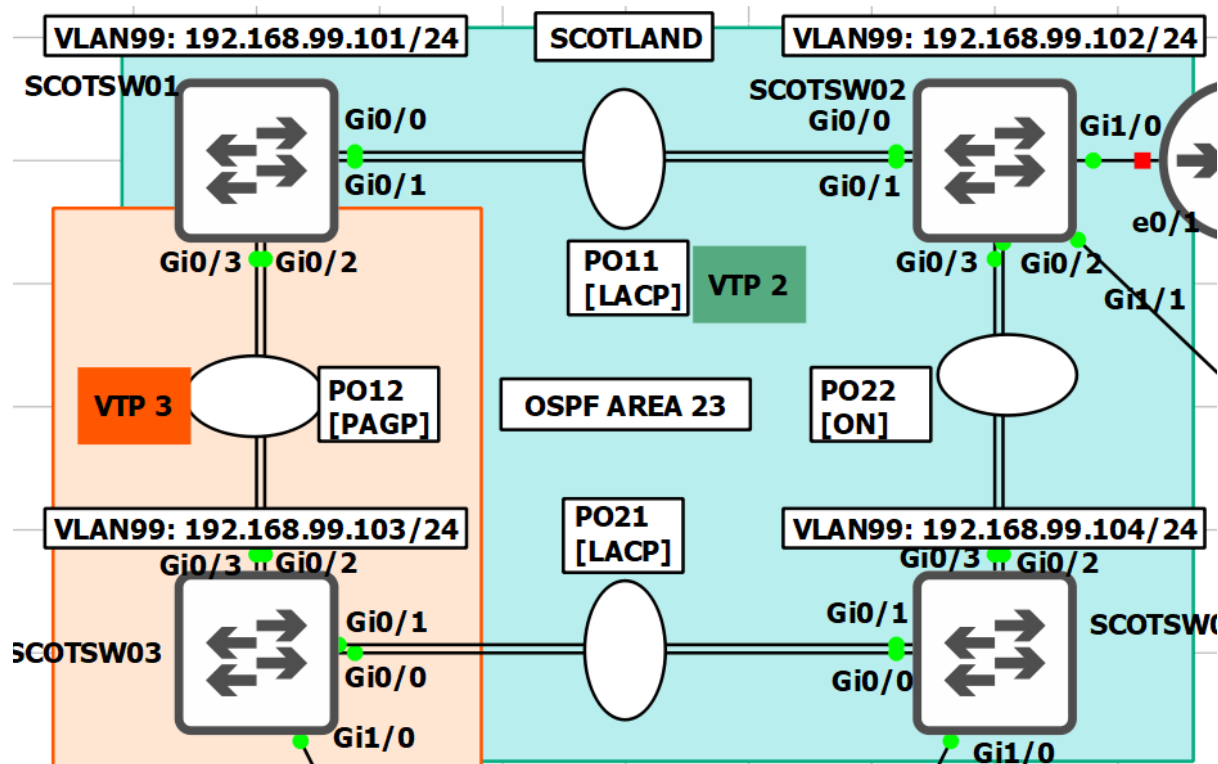 VLAN99: 192.168.99.101/24
SCOTLAND
VLAN99: 192.168.99.102/24
SCOTSW01
SCOTSW02
Gi0/0
Gi0/0
Gi1/0
Gi0/1
Gi0/1
e0/1
Gi0/3
Gi0/2
PO11
[LACP]
VTP 2
Gi0/3
Gi0/2
Gi1/1
VTP 3
PO12
[PAGP]
OSPF AREA 23
PO22
[ON]
VLAN99: 192.168.99.103/24
PO21
[LACP]
VLAN99: 192.168.99.104/24
Gi0/3
Gi0/2
Gi0/3
Gi0/2
Gi0/1
Gi0/1
SCOTSW03
Gi0/0
Gi0/0
Gi1/0
Gi1/0